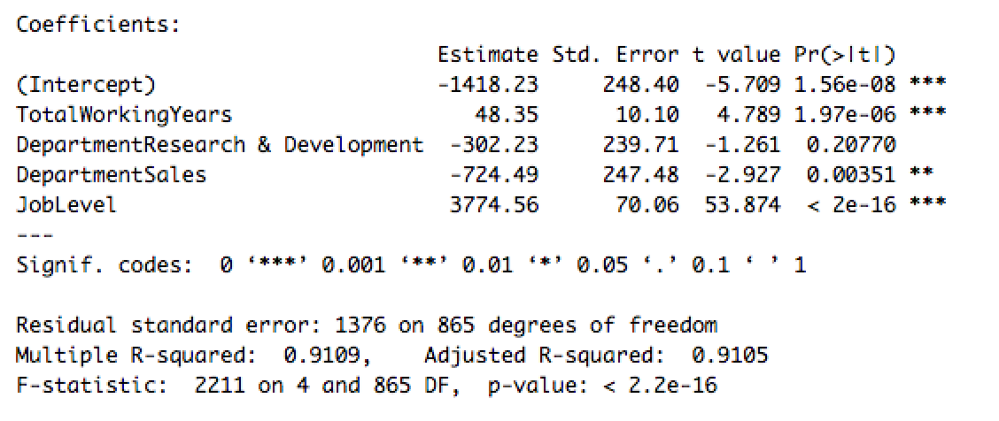 Coefficients:
Estimate Std. Error t value Pr(>|t|)
(Intercept) -1418.23 248.40 -5.709 1.56e-08 ***
TotalWorkingYears 48.35 10.10 4.789 1.97e-06 ***
DepartmentResearch & Development -302.23 239.71 -1.261 0.20770
DepartmentSales -724.49 247.48 -2.927 0.00351 **
JobLevel 3774.56 70.06 53.874 < 2e-16 ***
---
Signif. codes: 0 ‘***’ 0.001 ‘**’ 0.01 ‘*’ 0.05 ‘.’ 0.1 ‘ ’ 1
Residual standard error: 1376 on 865 degrees of freedom
Multiple R-squared: 0.9109, Adjusted R-squared: 0.9105
F-statistic: 2211 on 4 and 865 DF, p-value: < 2.2e-16